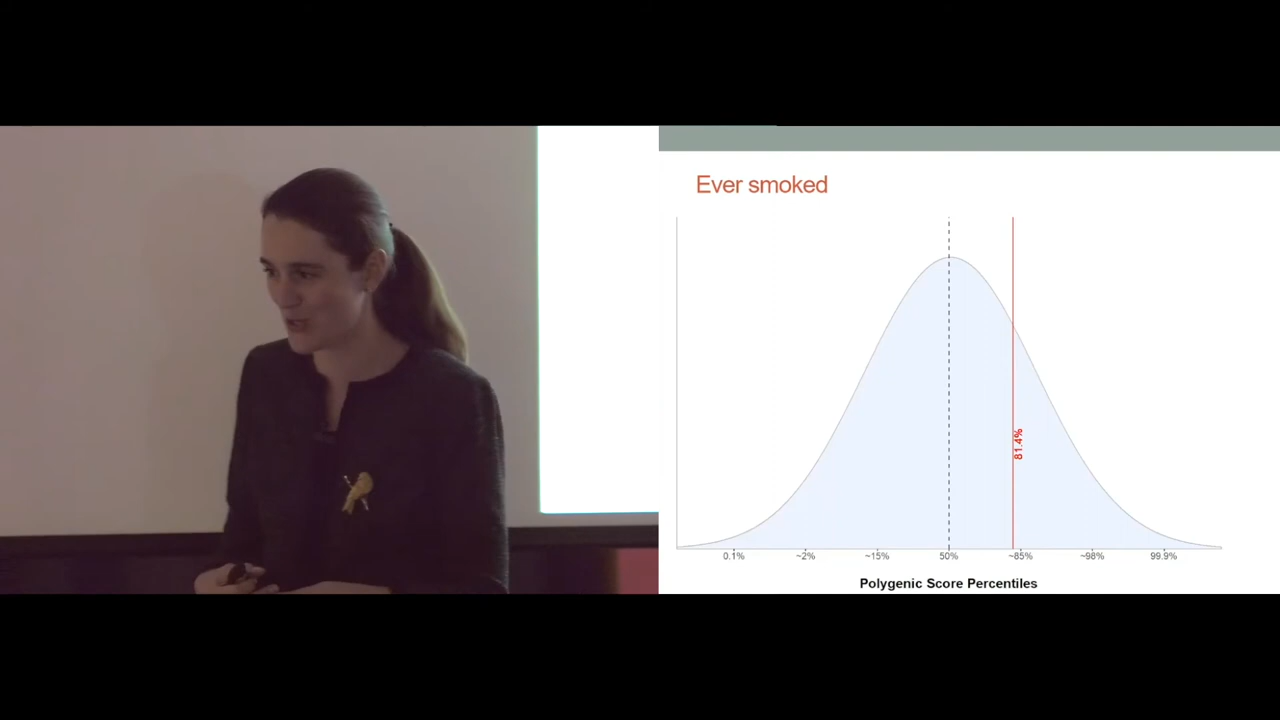 Ever smoked
81.4%
0.1% ~2% ~15% 50% ~85% ~98% 99.9%
Polygenic Score Percentiles